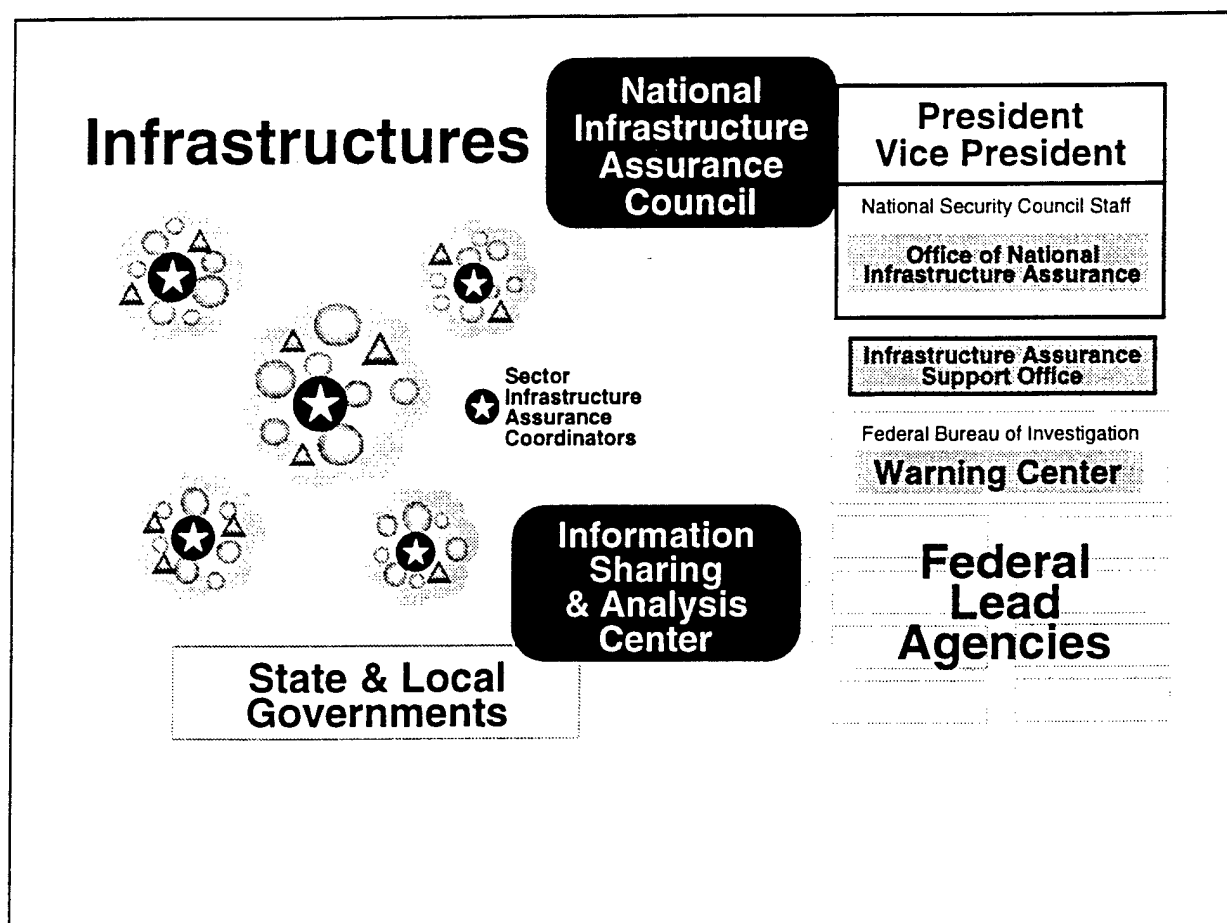 Infrastructures
National
Infrastructure
Assurance
Council
President
Vice President
National Security Council Staff
Office of National
Infrastructure Assurance
Infrastructure Assurance
Support Office
Sector
Infrastructure
Assurance
Coordinators
Federal Bureau of Investigation
Warning Center
Information
Sharing
& Analysis
Center
Federal
Lead
Agencies
State & Local
Governments